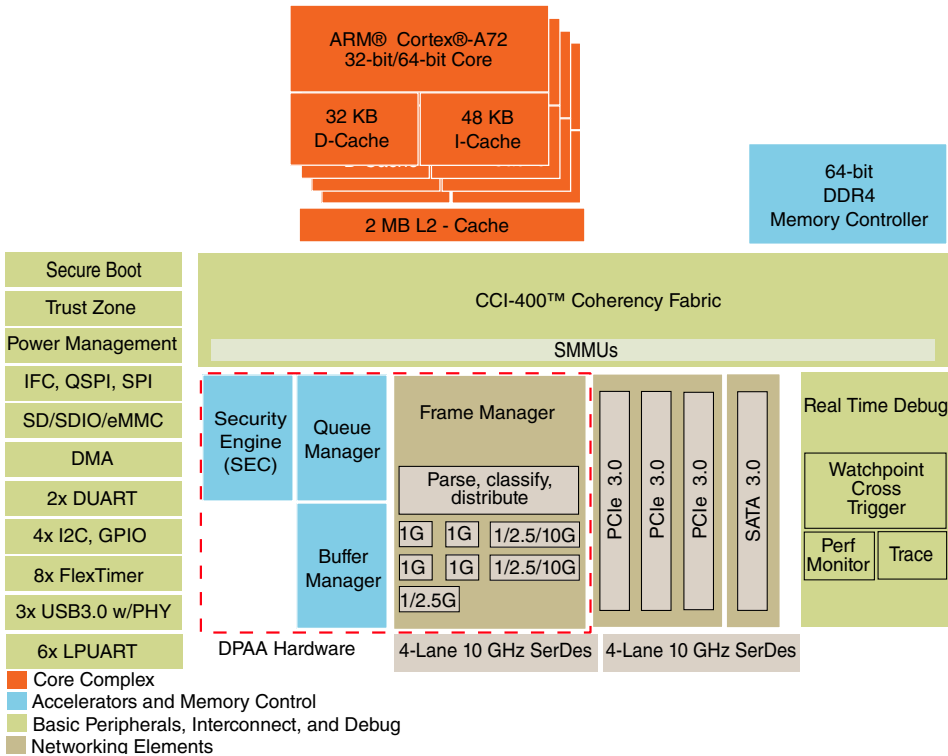 ARM® Cortex®-A72
32-bit/64-bit Core
32 KB
D-Cache
48 KB
I-Cache
2 MB L2 - Cache
64-bit
DDR4
Memory Controller
Secure Boot
Trust Zone
Power Management
IFC, QSPI, SPI
SD/SDIO/eMMC
DMA
2x DUART
4x I2C, GPIO
8x FlexTimer
3x USB3.0 w/PHY
6x LPUART
CCI-400™ Coherency Fabric
SMMUs
Security
Engine
(SEC)
Queue
Manager
Buffer
Manager
Frame Manager
Parse, classify,
distribute
1G
1G
1/2.5/10G
1G
1G
1/2.5/10G
1/2.5G
PCIe 3.0
PCIe 3.0
PCIe 3.0
SATA 3.0
Real Time Debug
Watchpoint
Cross
Trigger
Perf
Monitor
Trace
DPAA Hardware
4-Lane 10 GHz SerDes
4-Lane 10 GHz SerDes
Core Complex
Accelerators and Memory Control
Basic Peripherals, Interconnect, and Debug
Networking Elements